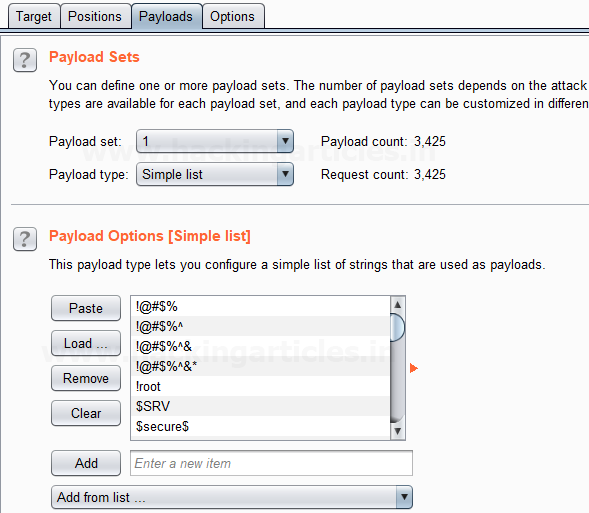 Target Positions Payloads Options
? Payload Sets
You can define one or more payload sets. The number of payload sets depends on the attack
types are available for each payload set, and each payload type can be customized in differen
Payload set: 1 Payload count: 3,425
www.hackingarticles.in
Payload type: Simple list Request count: 3,425
? Payload Options [Simple list]
This payload type lets you configure a simple list of strings that are used as payloads.
Paste !@#$%
!@#$%^
Load ... !@#$%^&
www.hackingarticles.in
!@#$%^&*
Remove !root
Clear $SRV
$secure$
Add Enter a new item
Add from list ...